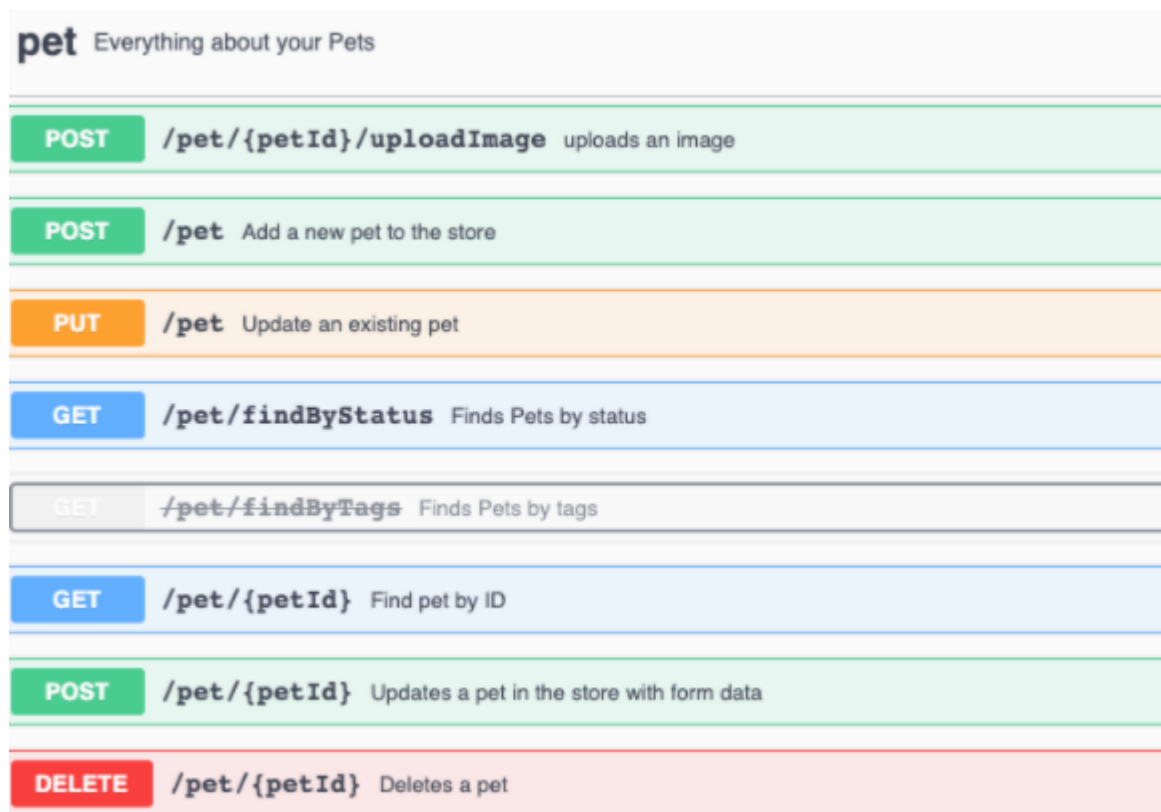 pet Everything about your Pets
POST /pet/{petId}/uploadImage uploads an image
POST /pet Add a new pet to the store
PUT /pet Update an existing pet
GET /pet/findByStatus Finds Pets by status
GET /pet/findByTags Finds Pets by tags
GET /pet/{petId} Find pet by ID
POST /pet/{petId} Updates a pet in the store with form data
DELETE /pet/{petId} Deletes a pet